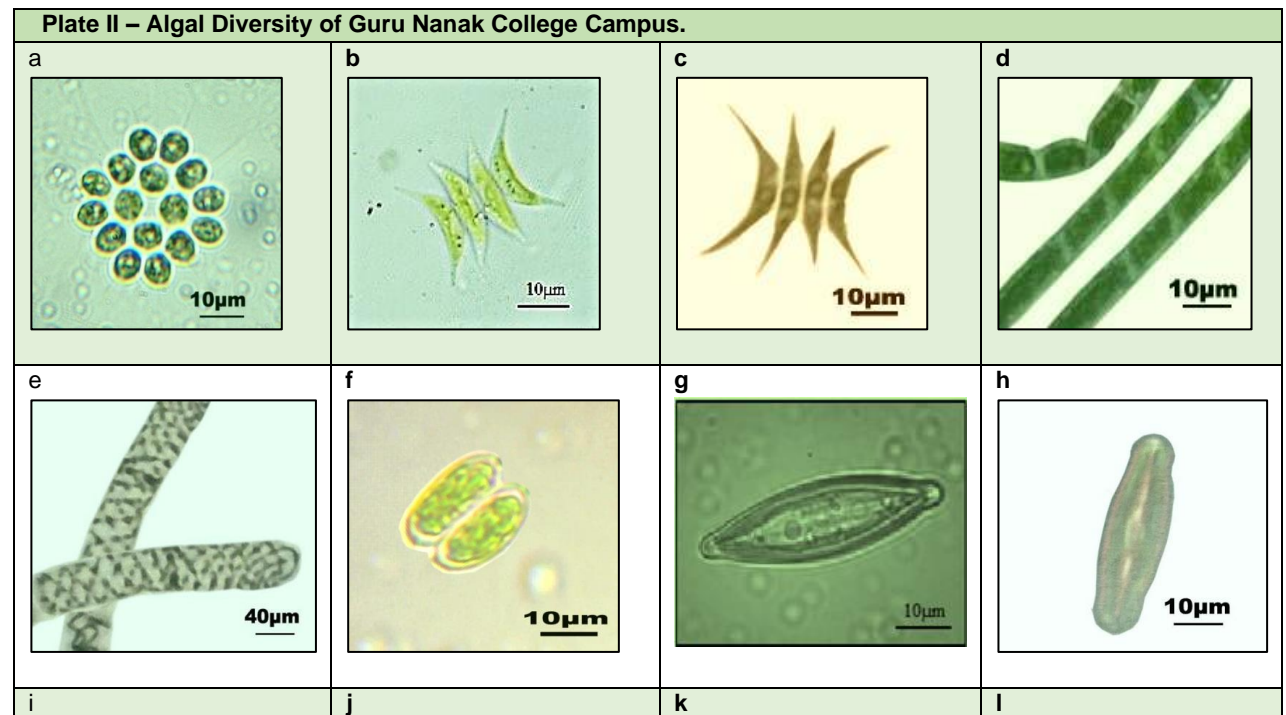 Plate II – Algal Diversity of Guru Nanak College Campus.
a
b
c
d
10µm
10µm
10µm
10µm
e
f
g
h
40µm
10µm
10µm
10µm
i
j
k
l